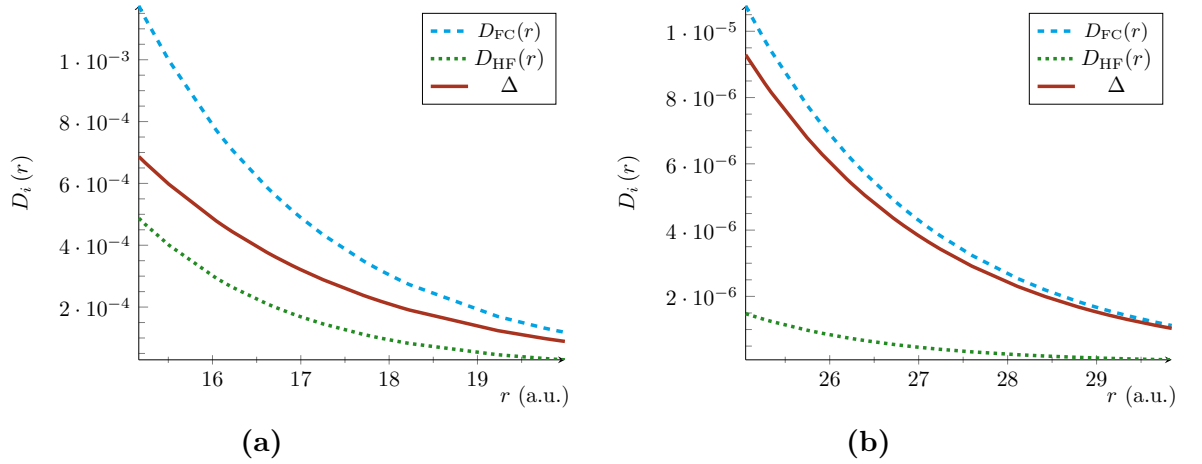 D_FC(r)
D_HF(r)
Δ
1 · 10^−3
8 · 10^−4
6 · 10^−4
4 · 10^−4
2 · 10^−4
D_i (r)
16 17 18 19
r (a.u.)
(a)
D_FC(r)
D_HF(r)
Δ
1 · 10^−5
8 · 10^−6
6 · 10^−6
4 · 10^−6
2 · 10^−6
D_i (r)
26 27 28 29
r (a.u.)
(b)